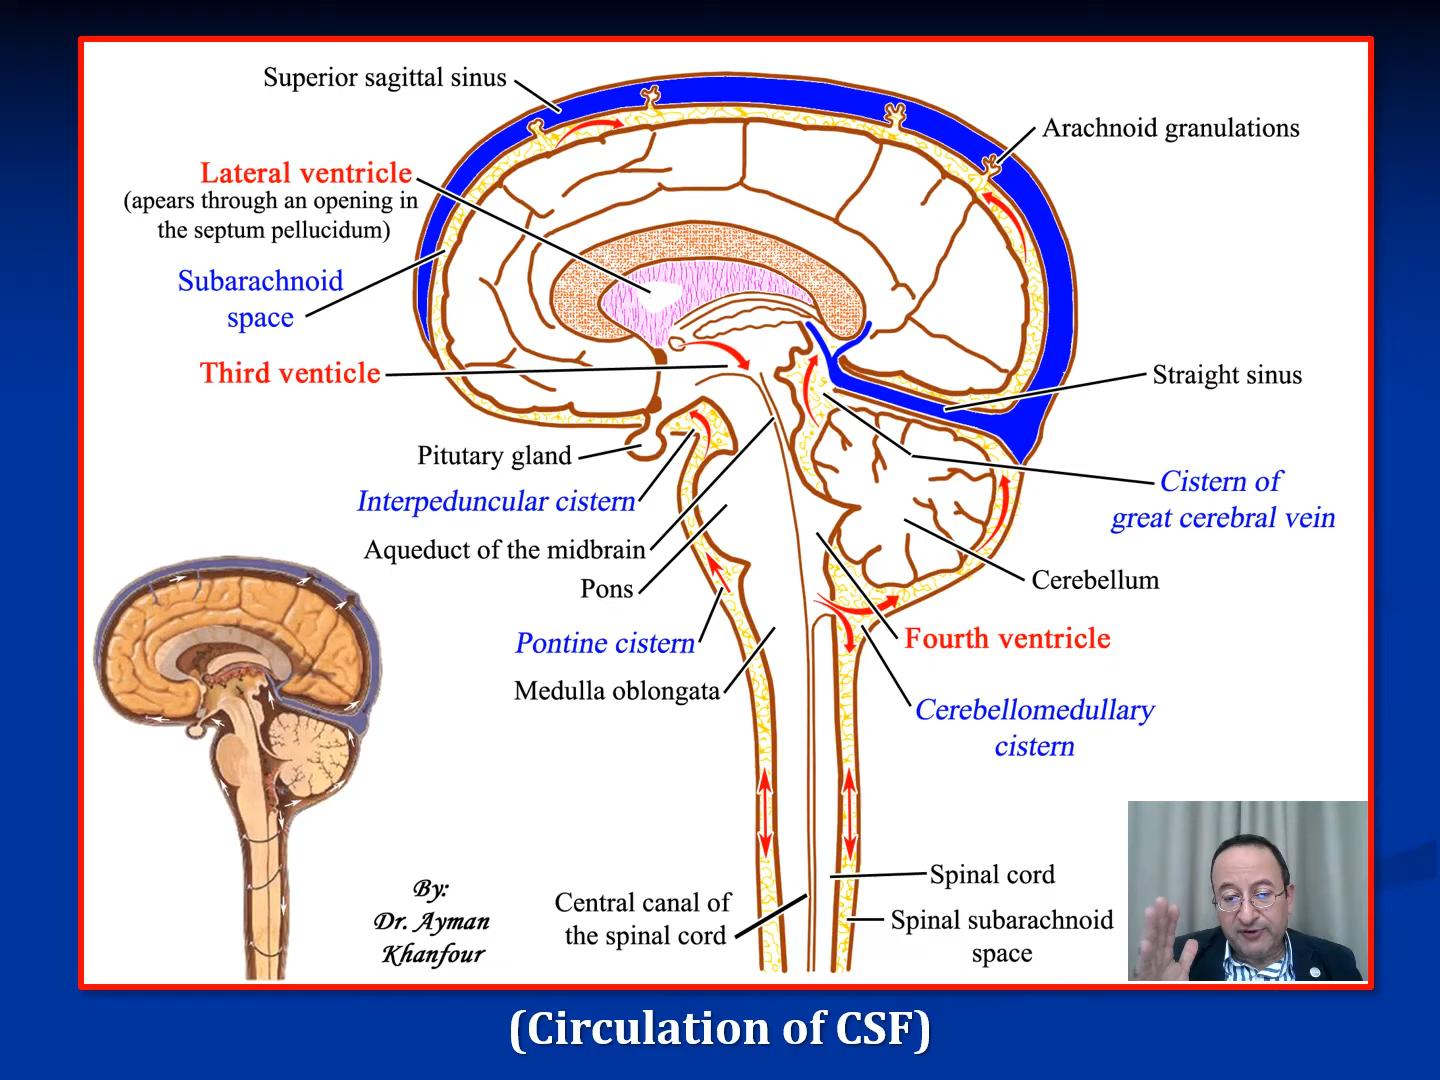 Superior sagittal sinus
Arachnoid granulations
Lateral ventricle
(apears through an opening in
the septum pellucidum)
Subarachnoid
space
Third venticle
Straight sinus
Pitutary gland
Interpeduncular cistern
Cistern of
great cerebral vein
Aqueduct of the midbrain
Pons
Cerebellum
Pontine cistern
Fourth ventricle
Medulla oblongata
Cerebellomedullary
cistern
By:
Dr. Ayman
Khanfour
Central canal of
the spinal cord
Spinal cord
Spinal subarachnoid
space
(Circulation of CSF)